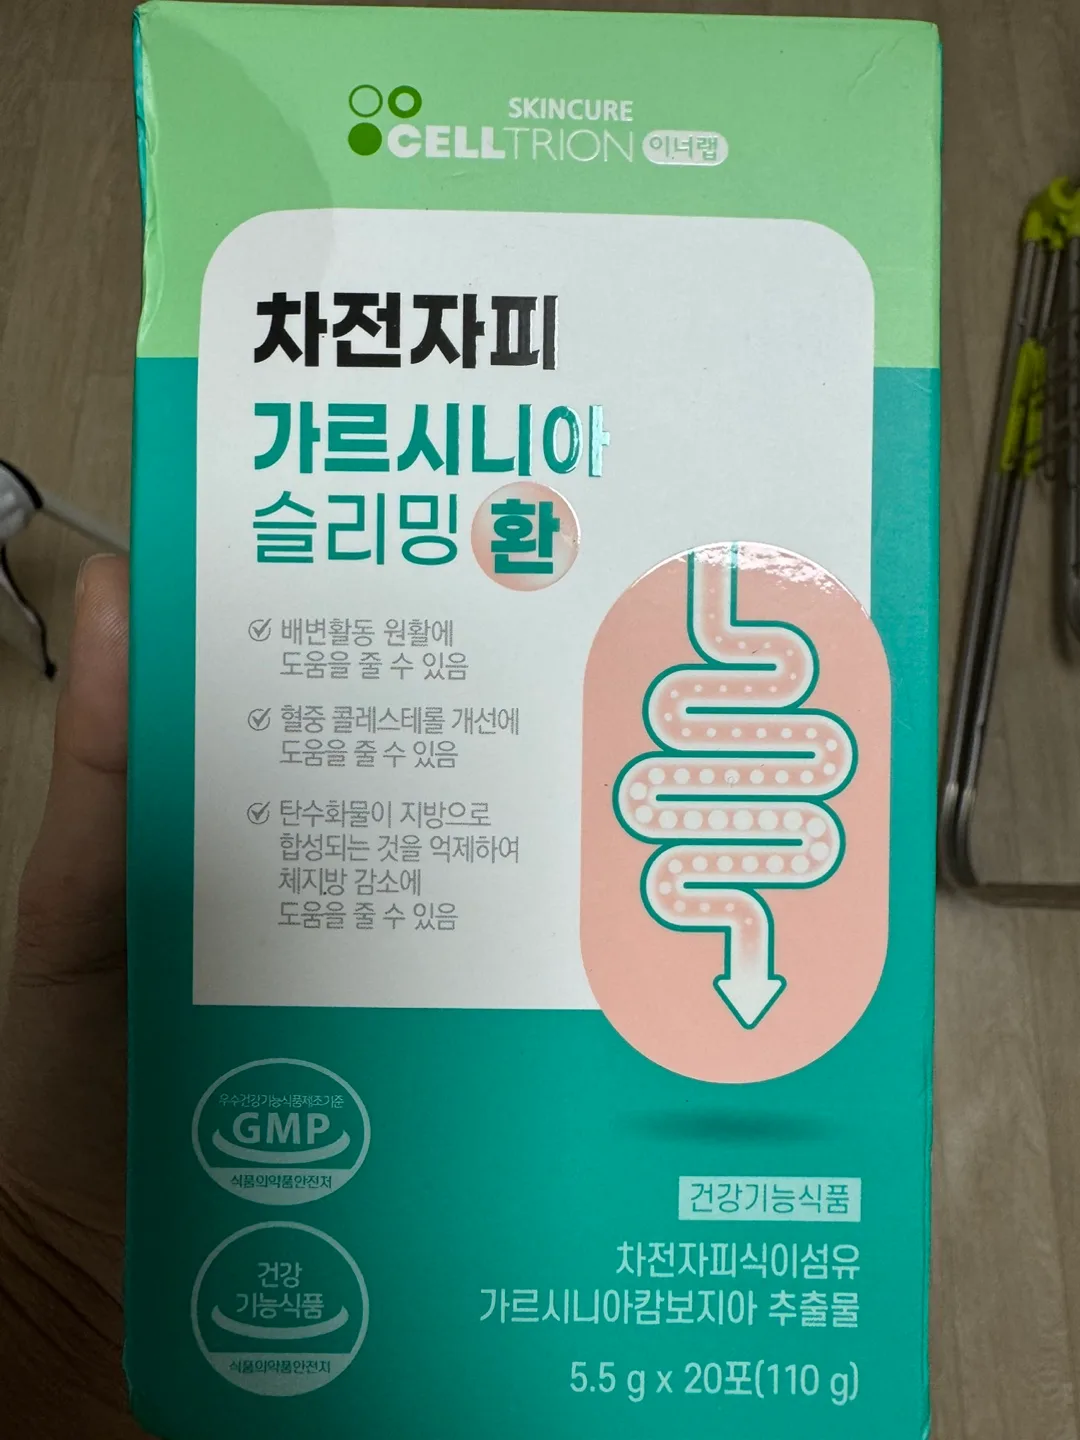 SKINCURE
CELLTRION 이너랩
차전자피
가르시니아
슬리밍 환
배변활동 원활에
도움을 줄 수 있음
혈중 콜레스테롤 개선에
도움을 줄 수 있음
탄수화물이 지방으로
합성되는 것을 억제하여
체지방 감소에
도움을 줄 수 있음
우수건강기능식품제조기준
GMP
식품의약품안전처
건강
기능식품
식품의약품안전처
건강기능식품
차전자피식이섬유
가르시니아캄보지아 추출물
5.5 g x 20포(110 g)